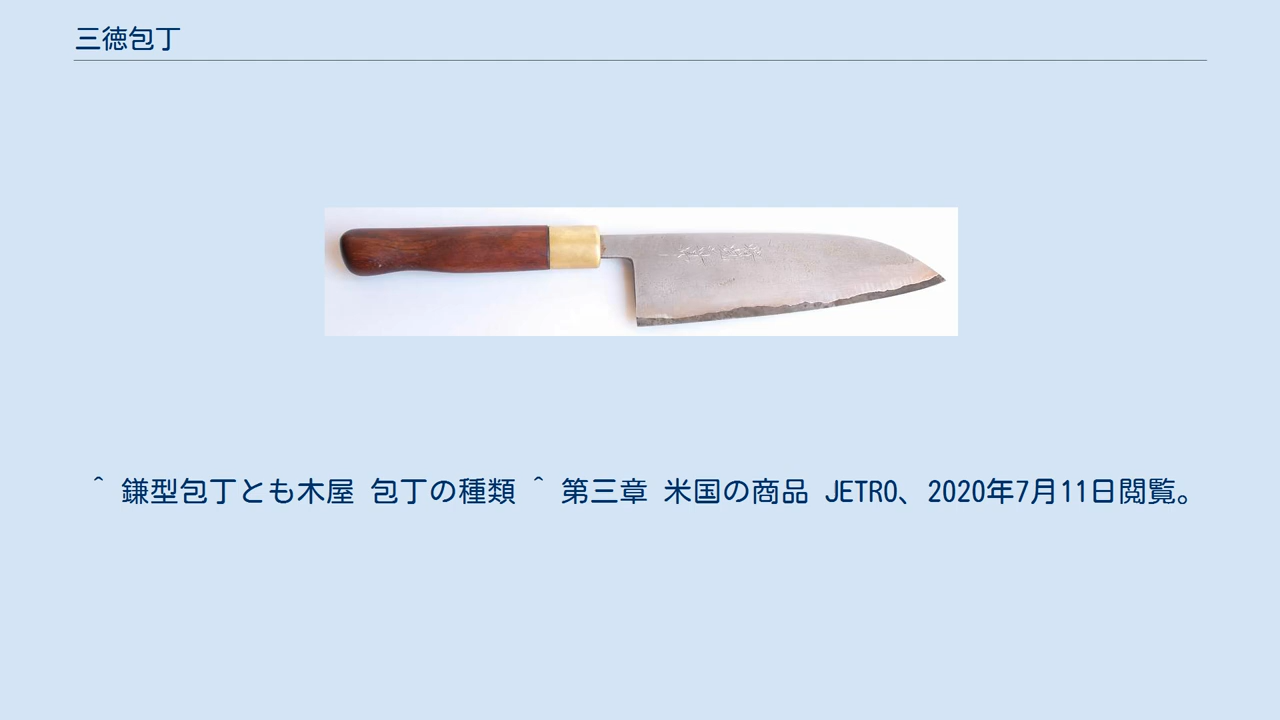 三徳包丁
^ 鎌型包丁とも木屋 包丁の種類 ^ 第三章 米国の商品 JETRO、2020年7月11日閲覧。